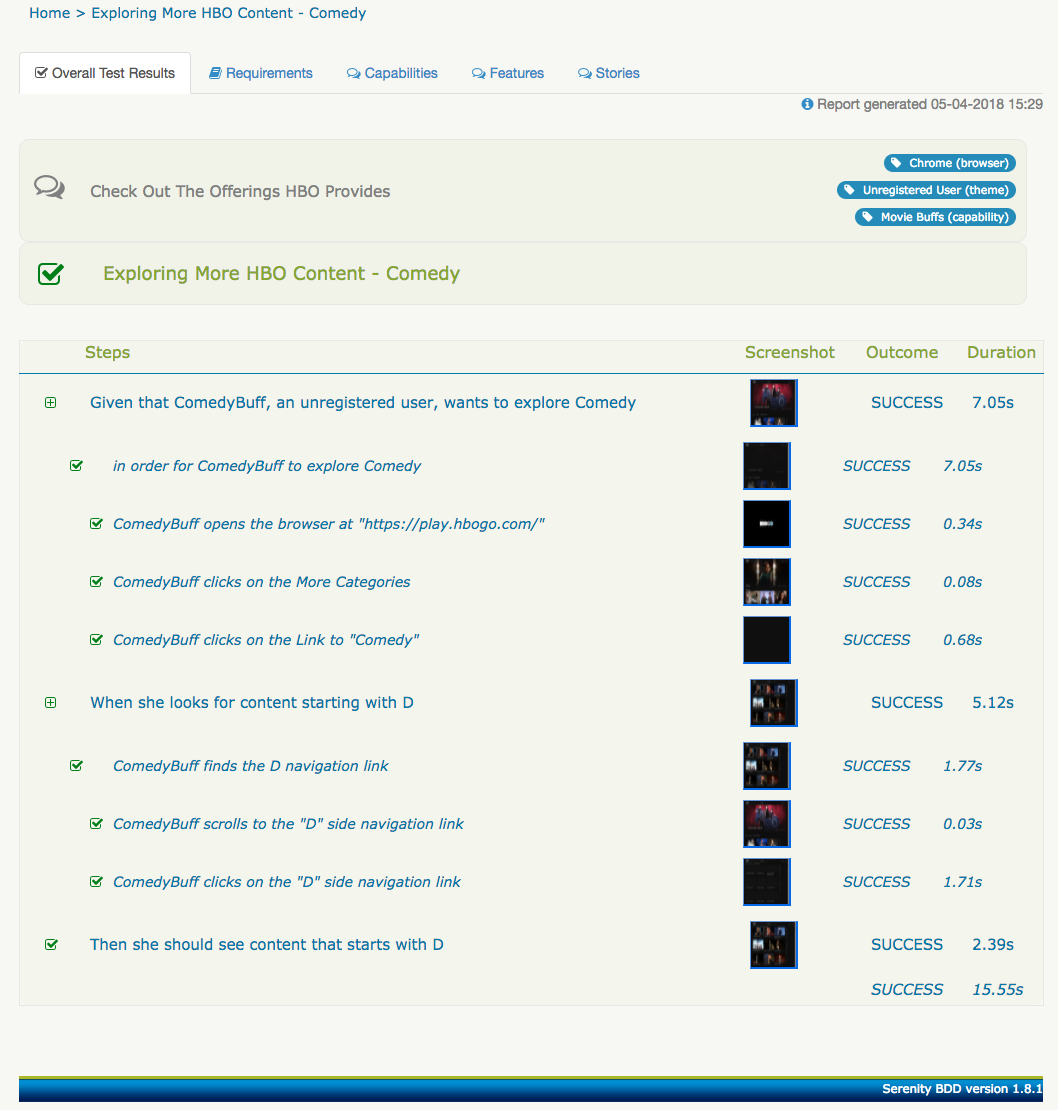 Home > Exploring More HBO Content - Comedy
Overall Test Results Requirements Capabilities Features Stories
Report generated 05-04-2018 15:29
Chrome (browser)
Check Out The Offerings HBO Provides
Unregistered User (theme)
Movie Buffs (capability)
Exploring More HBO Content - Comedy
Steps Screenshot Outcome Duration
Given that ComedyBuff, an unregistered user, wants to explore Comedy SUCCESS 7.05s
in order for ComedyBuff to explore Comedy SUCCESS 7.05s
ComedyBuff opens the browser at "https://play.hbogo.com/" SUCCESS 0.34s
ComedyBuff clicks on the More Categories SUCCESS 0.08s
ComedyBuff clicks on the Link to "Comedy" SUCCESS 0.68s
When she looks for content starting with D SUCCESS 5.12s
ComedyBuff finds the D navigation link SUCCESS 1.77s
ComedyBuff scrolls to the "D" side navigation link SUCCESS 0.03s
ComedyBuff clicks on the "D" side navigation link SUCCESS 1.71s
Then she should see content that starts with D SUCCESS 2.39s
SUCCESS 15.55s
Serenity BDD version 1.8.1